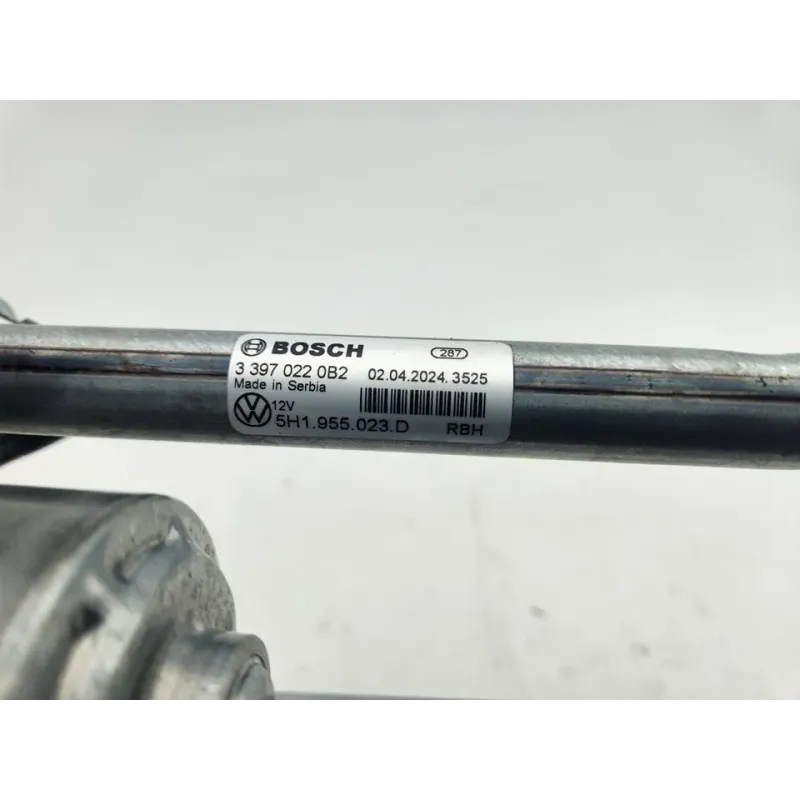 BOSCH 287
3 397 022 0B2 02.04.2024.3525
Made in Serbia
12V
5H1.955.023.D RBH